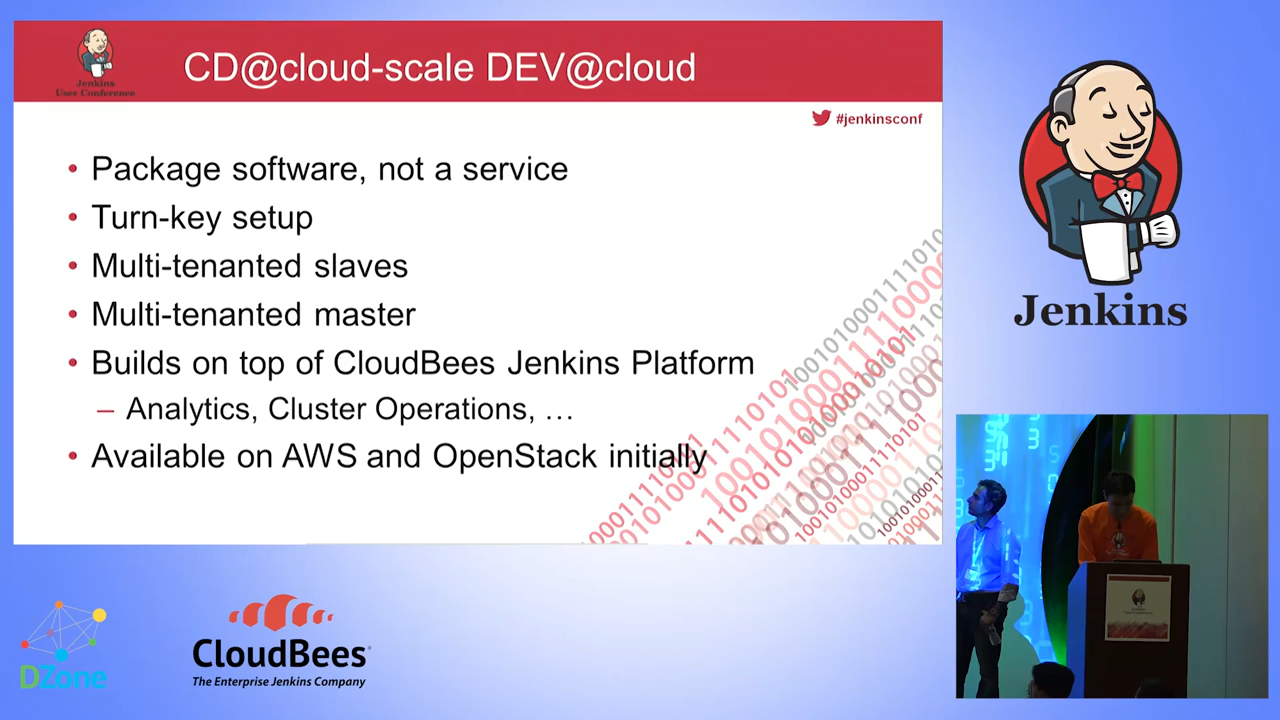 CD@cloud-scale DEV@cloud
Jenkins
User Conference
#jenkinsconf
• Package software, not a service
• Turn-key setup
• Multi-tenanted slaves
• Multi-tenanted master
• Builds on top of CloudBees Jenkins Platform
– Analytics, Cluster Operations, …
• Available on AWS and OpenStack initially
Jenkins
DZone
CloudBees
The Enterprise Jenkins Company